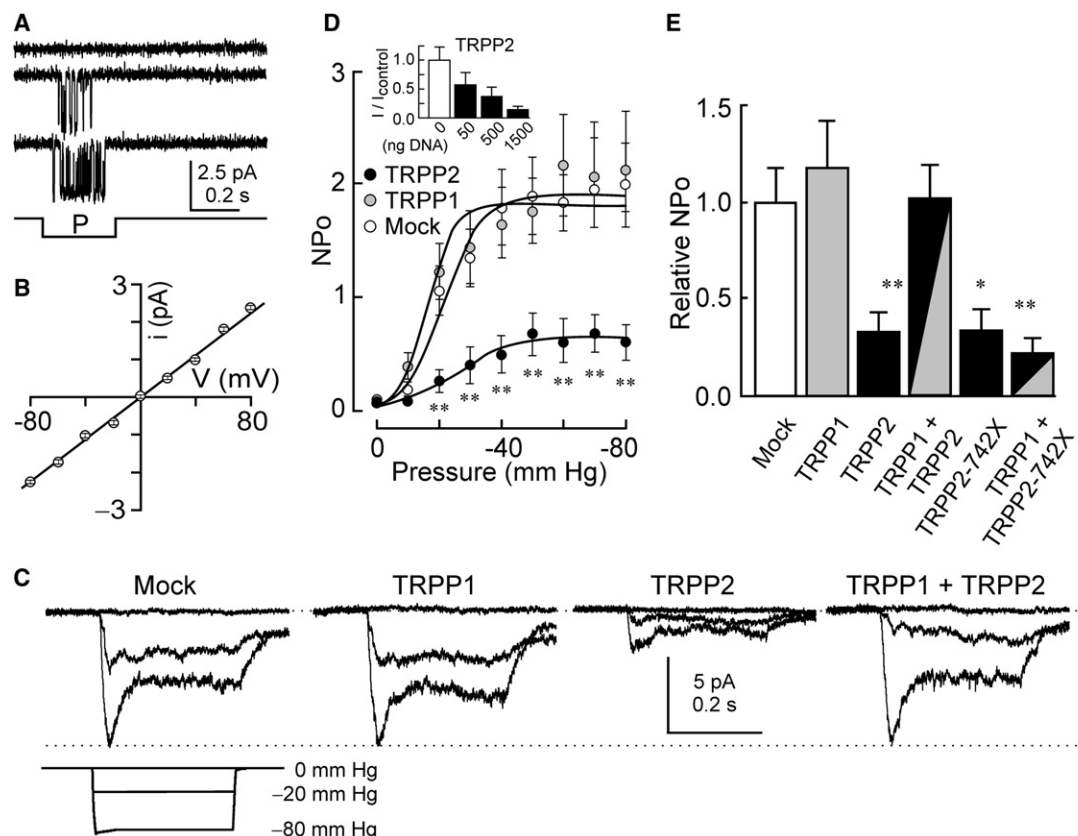 A
2.5 pA
0.2 s
P
B
3
i (pA)
V (mV)
-80
80
−3
D
TRPP2
I / Icontrol
1.0
0.5
0.0
0
50
500
1500
(ng DNA)
TRPP2
TRPP1
Mock
NPo
3
2
1
0
** ** ** ** ** ** **
0
-40
-80
Pressure (mm Hg)
E
Relative NPo
1.5
1.0
0.5
0.0
**
*
**
Mock
TRPP1
TRPP2
TRPP1 +
TRPP2
TRPP2-742X
TRPP1 +
TRPP2-742X
C
Mock
TRPP1
TRPP2
TRPP1 + TRPP2
5 pA
0.2 s
0 mm Hg
−20 mm Hg
−80 mm Hg